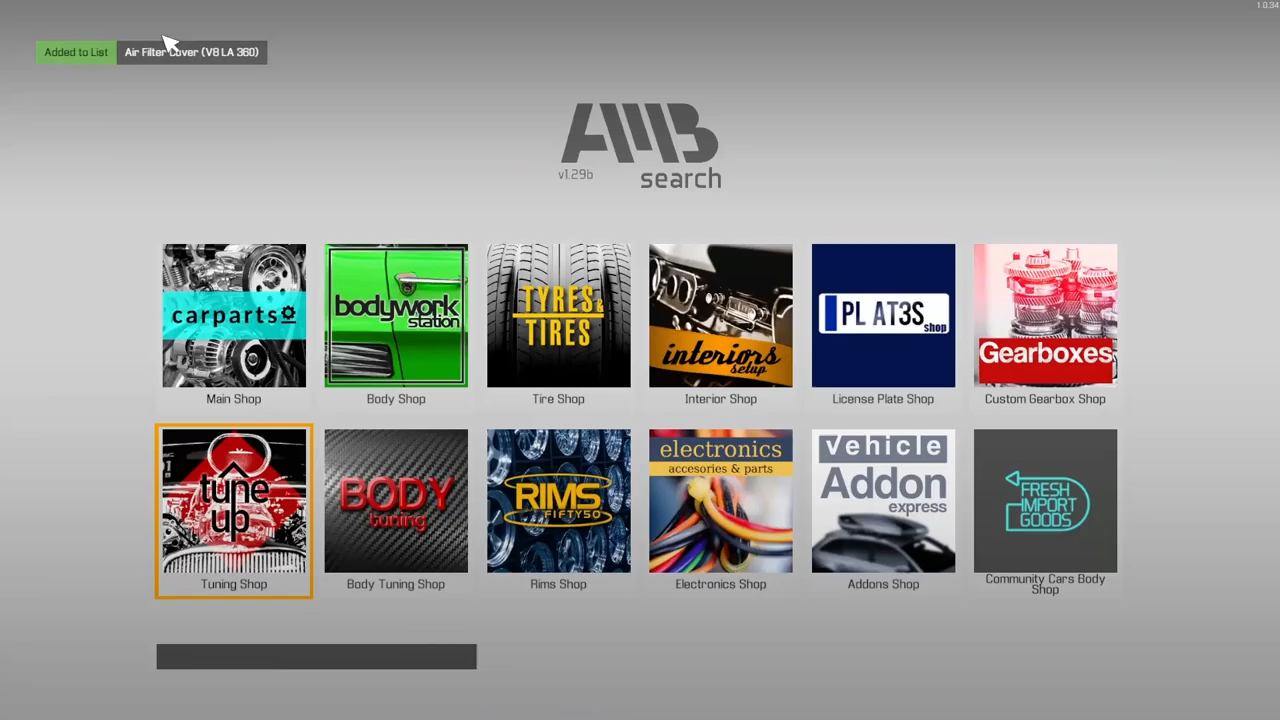 1.0.34
Added to List Air Filter Cover (V8 LA 360)
AMB
v1.29b search
carparts
bodywork
station
TYRES&
TIRES
interiors
setup
PL AT3S
shop
Gearboxes
Main Shop
Body Shop
Tire Shop
Interior Shop
License Plate Shop
Custom Gearbox Shop
tune
up
BODY
tuning
RIMS
FIFTY50
electronics
accesories & parts
vehicle
Addon
express
FRESH
IMPORT
GOODS
Tuning Shop
Body Tuning Shop
Rims Shop
Electronics Shop
Addons Shop
Community Cars Body
Shop